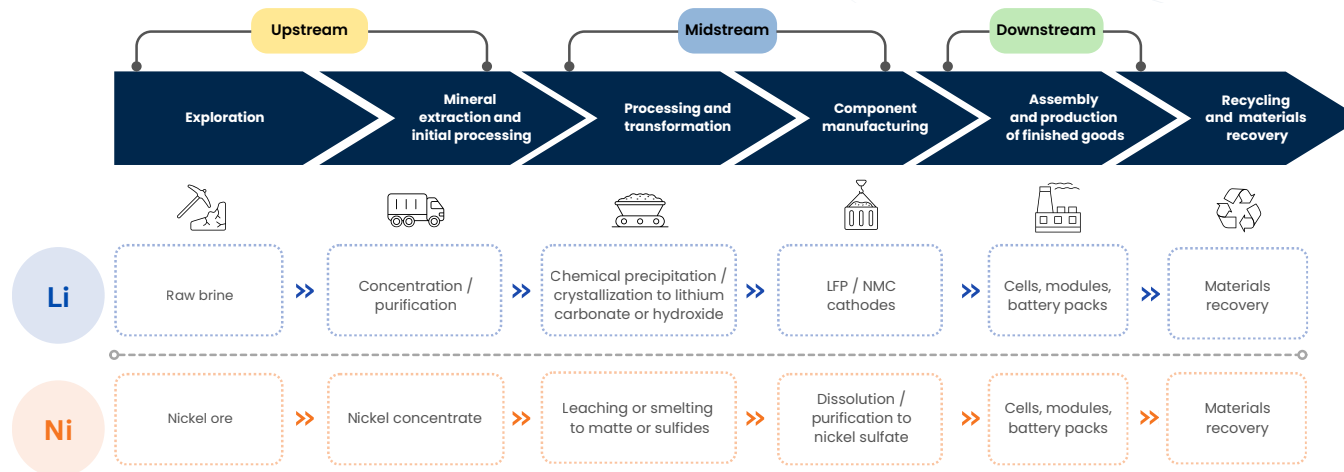 Upstream
Midstream
Downstream
Exploration
Mineral
extraction and
initial processing
Processing and
transformation
Component
manufacturing
Assembly
and production
of finished goods
Recycling
and materials
recovery
Li
Raw brine
Concentration /
purification
Chemical precipitation /
crystallization to lithium
carbonate or hydroxide
LFP / NMC
cathodes
Cells, modules,
battery packs
Materials
recovery
Ni
Nickel ore
Nickel concentrate
Leaching or smelting
to matte or sulfides
Dissolution /
purification to
nickel sulfate
Cells, modules,
battery packs
Materials
recovery